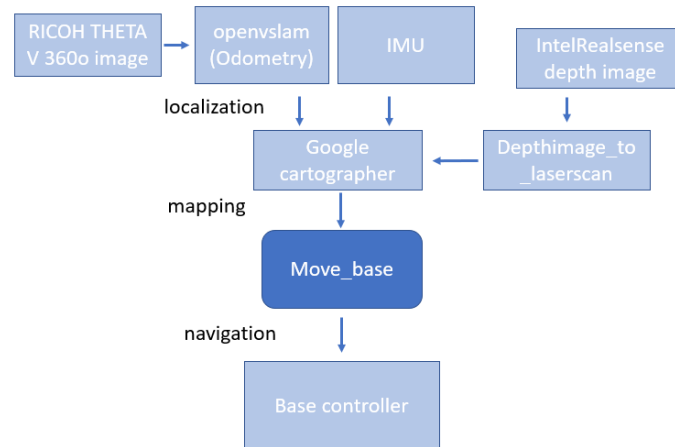 RICOH THETA
V 360o image
openvslam
(Odometry)
IMU
IntelRealsense
depth image
localization
Google
cartographer
Depthimage_to
_laserscan
mapping
Move_base
navigation
Base controller